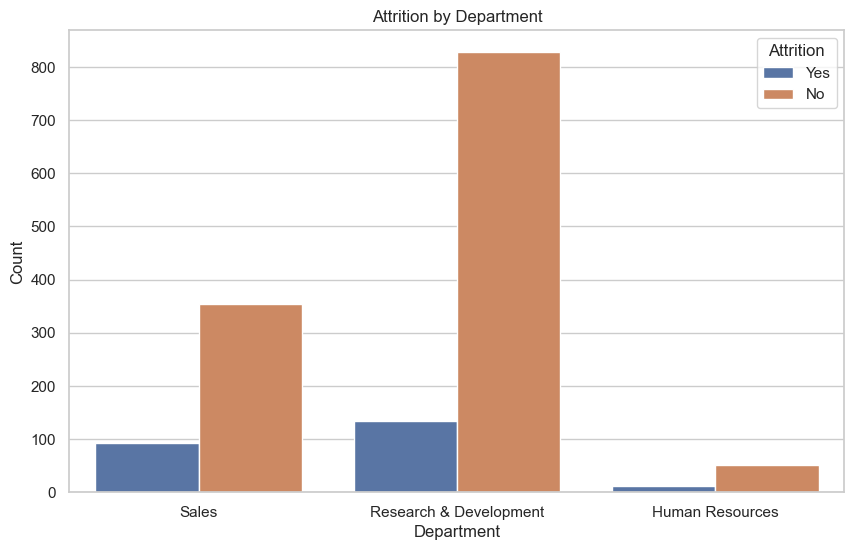 Attrition by Department
Attrition
Yes
No
Count
800
700
600
500
400
300
200
100
0
Sales
Research & Development
Human Resources
Department